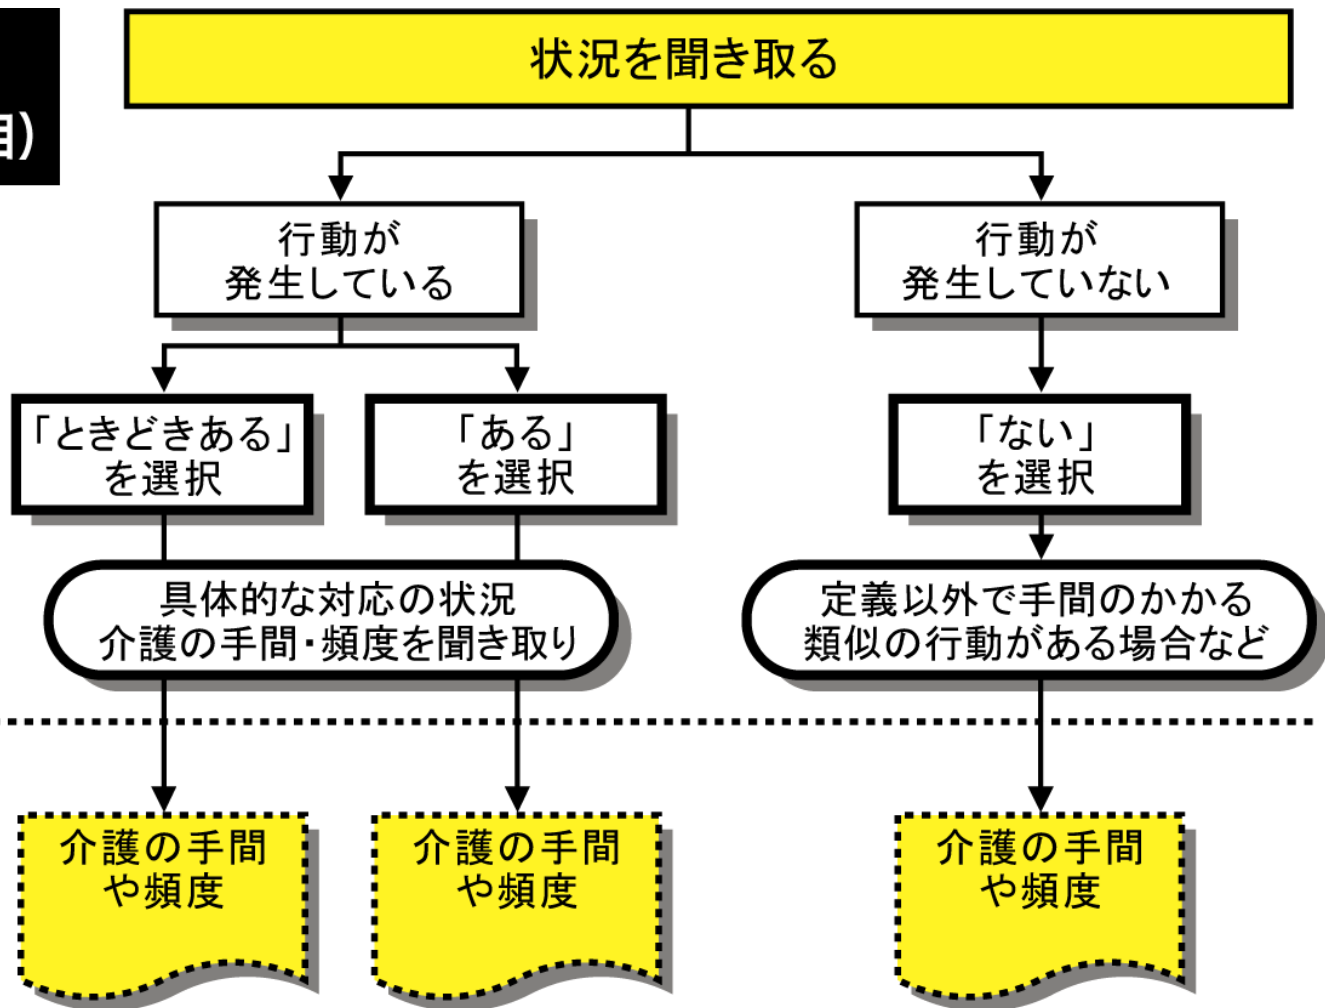 状況を聞き取る
目)
行動が
発生している
行動が
発生していない
「ときどきある」
を選択
「ある」
を選択
「ない」
を選択
具体的な対応の状況
介護の手間・頻度を聞き取り
定義以外で手間のかかる
類似の行動がある場合など
介護の手間
や頻度
介護の手間
や頻度
介護の手間
や頻度